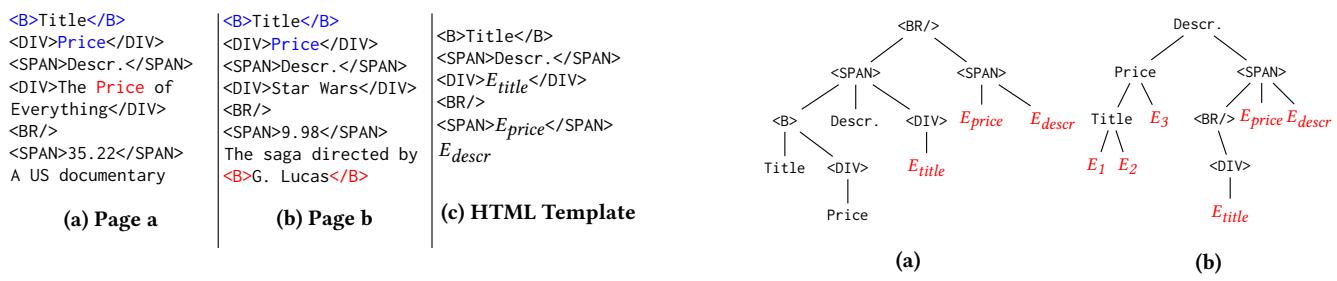 <B>Title</B>
<DIV>Price</DIV>
<SPAN>Descr.</SPAN>
<DIV>The Price of
Everything</DIV>
<BR/>
<SPAN>35.22</SPAN>
A US documentary
(a) Page a
<B>Title</B>
<DIV>Price</DIV>
<SPAN>Descr.</SPAN>
<DIV>Star Wars</DIV>
<BR/>
<SPAN>9.98</SPAN>
The saga directed by
<B>G. Lucas</B>
(b) Page b
<B>Title</B>
<SPAN>Descr.</SPAN>
<DIV>E_title</DIV>
<BR/>
<SPAN>E_price</SPAN>
E_descr
(c) HTML Template
<BR/>
<SPAN> <SPAN>
<B> Descr. <DIV> E_price E_descr
Title <DIV> E_title
Price
(a)
Descr.
Price <SPAN>
Title E_3 <BR/> E_price E_descr
E_1 E_2 <DIV>
E_title
(b)